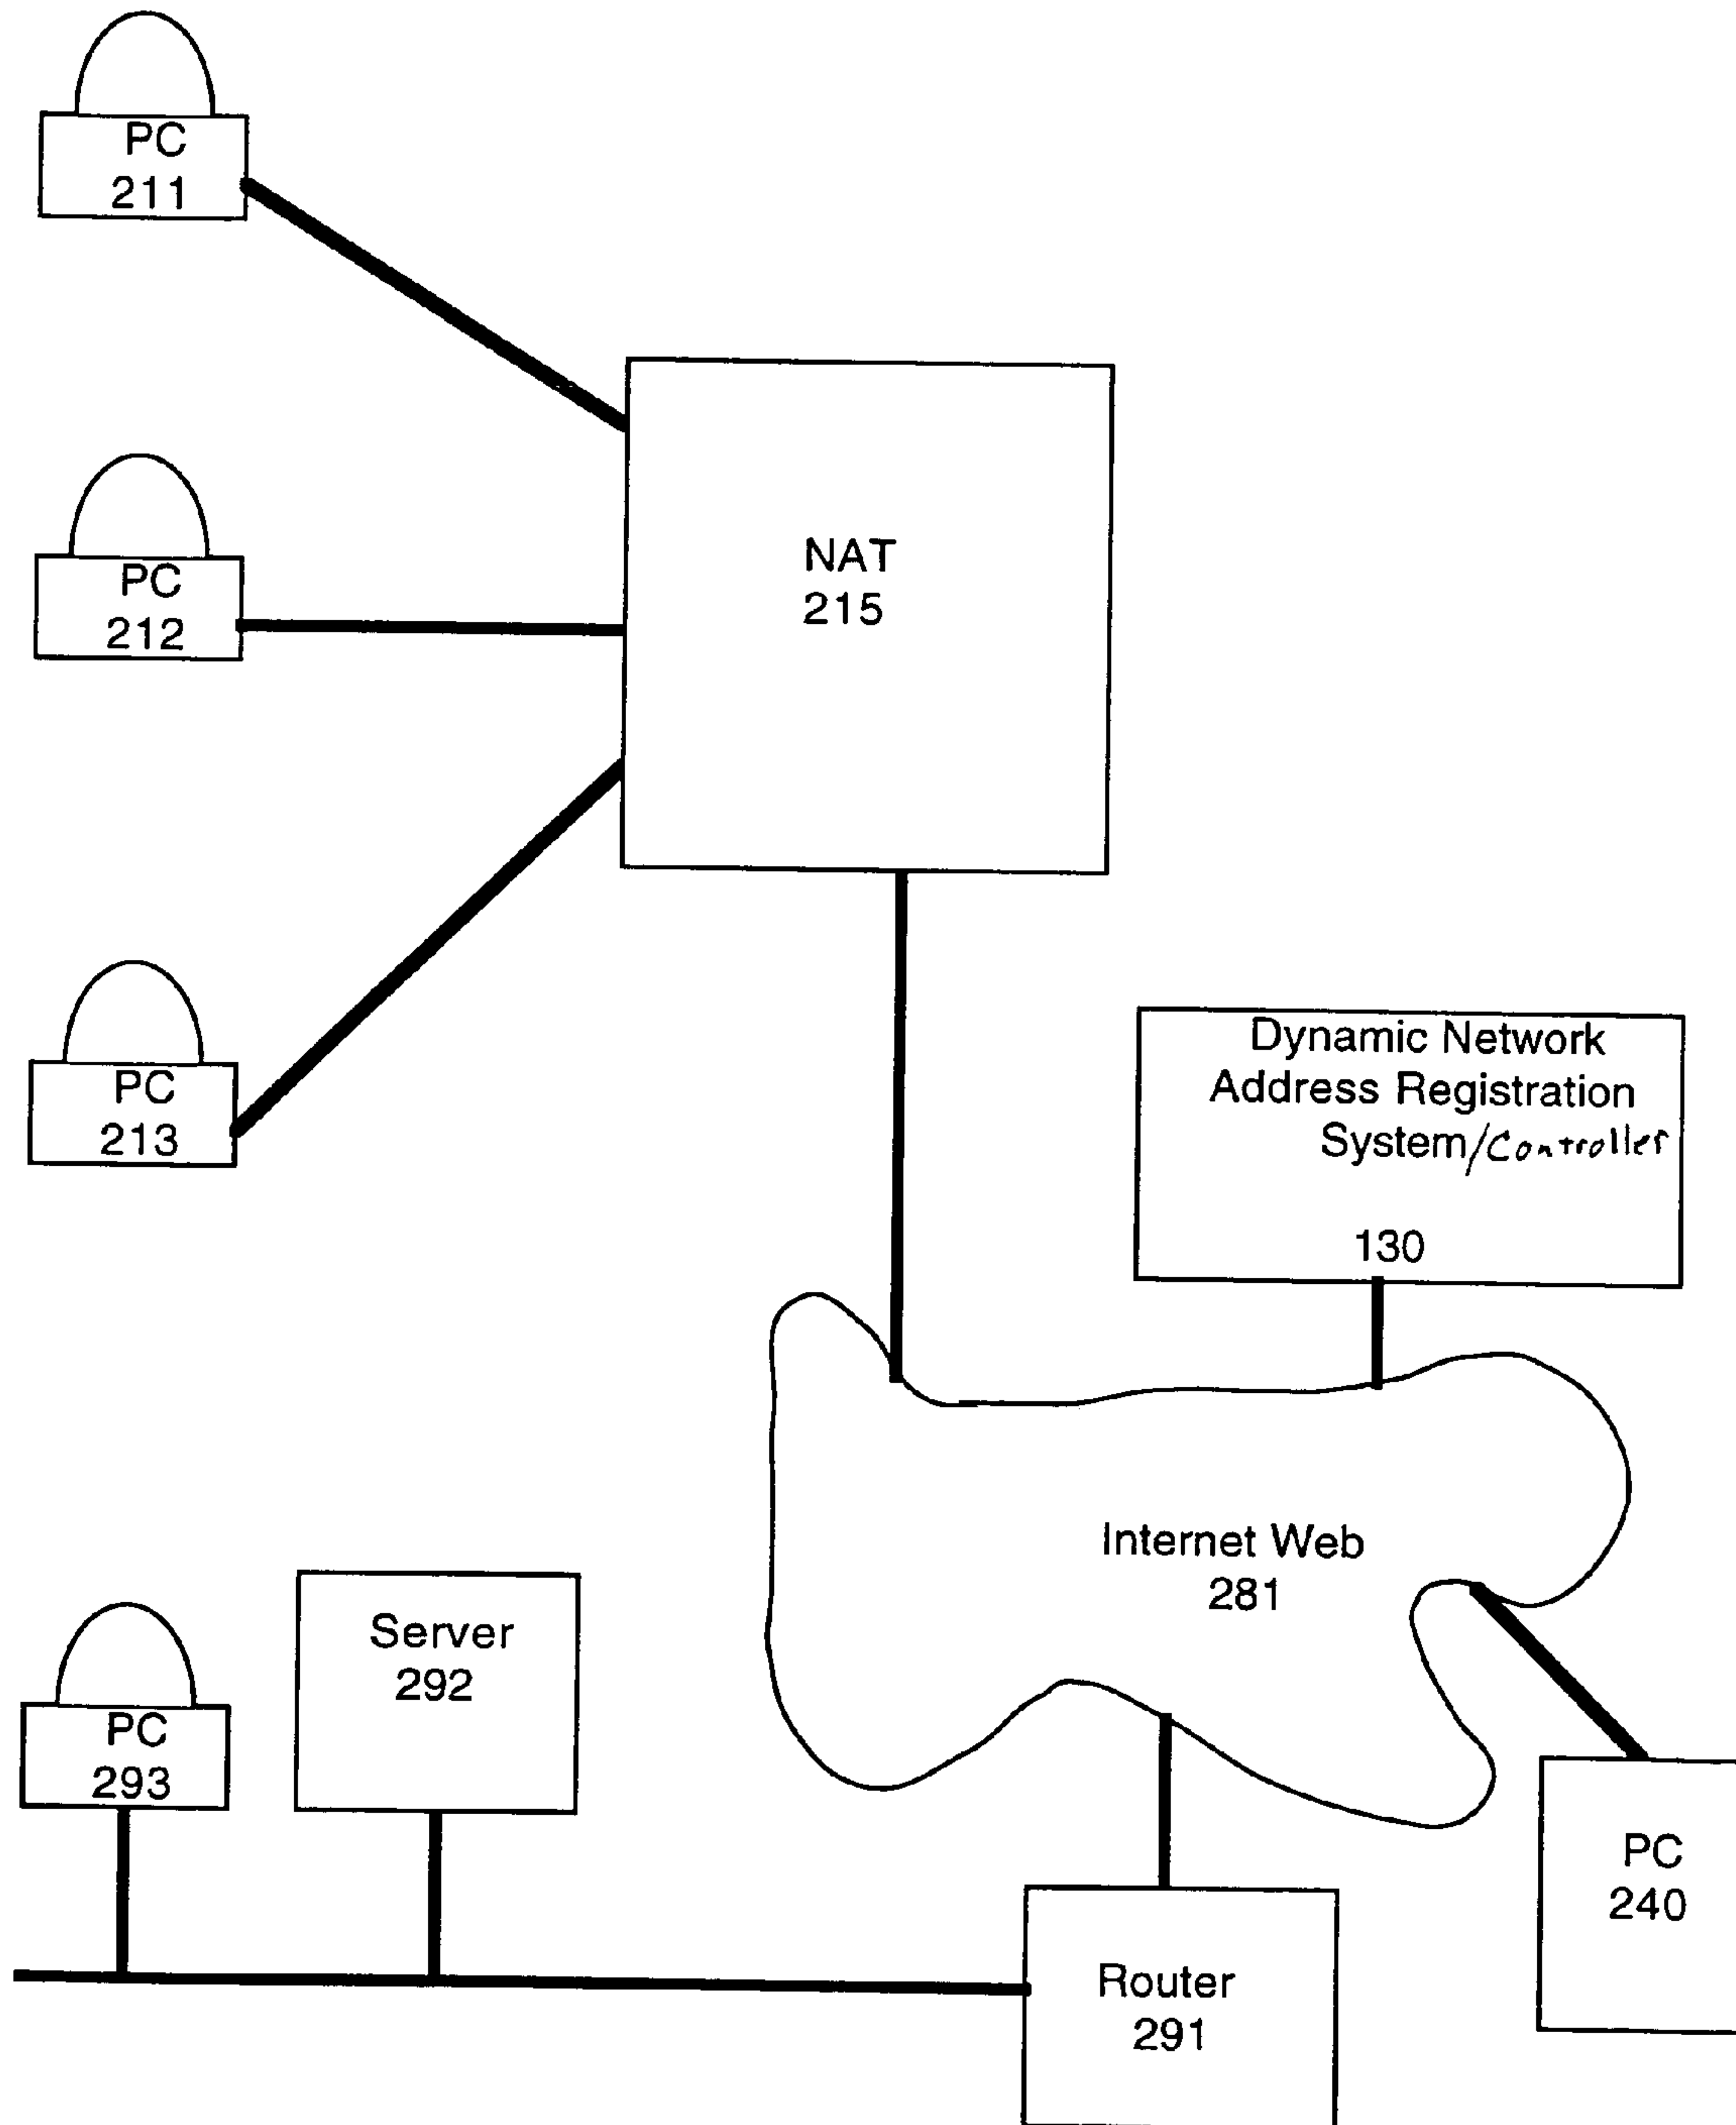 PC
211
NAT
215
PC
212
PC
213
Dynamic Network
Address Registration
System/Controller
130
Internet Web
281
Server
292
PC
293
PC
240
Router
291